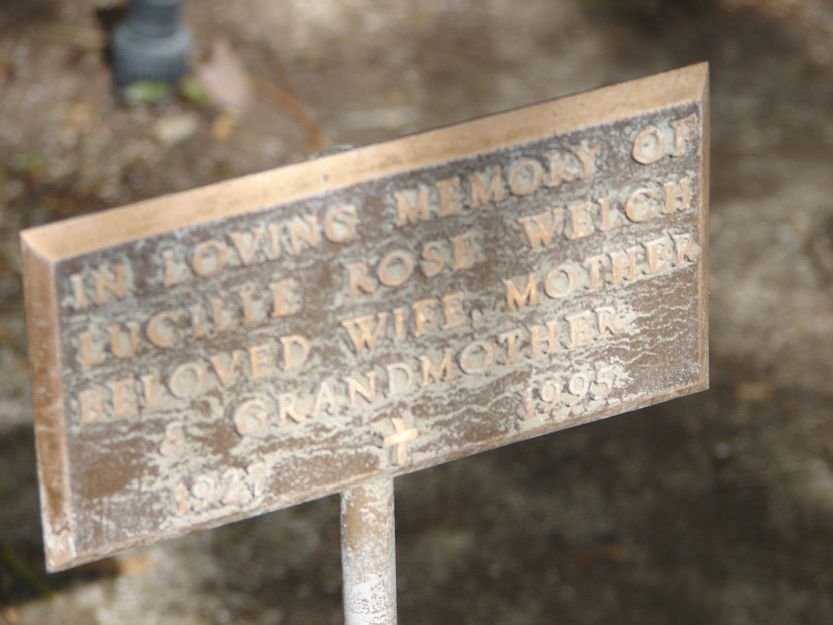 IN LOVING MEMORY OF
LUCILLE ROSE WELCH
BELOVED WIFE, MOTHER
& GRANDMOTHER
1927 1995